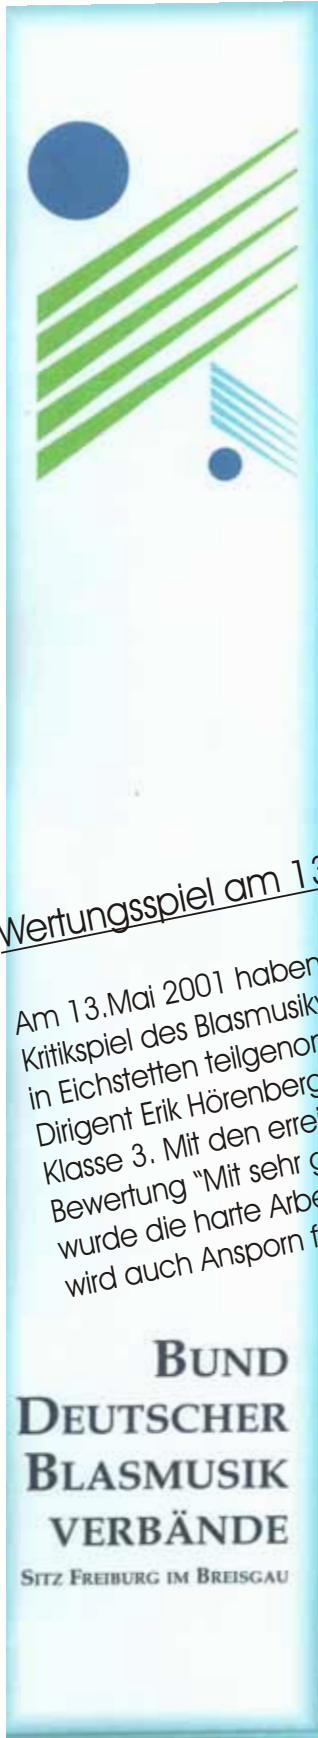 Wertungsspiel am 13
Am 13.Mai 2001 haben
Kritikspiel des Blasmusik
in Eichstetten teilgenom
Dirigent Erik Hörenberg
Klasse 3. Mit den errei
Bewertung "Mit sehr g
wurde die harte Arbe
wird auch Ansporn f
BUND
DEUTSCHER
BLASMUSIK
VERBÄNDE
SITZ FREIBURG IM BREISGAU